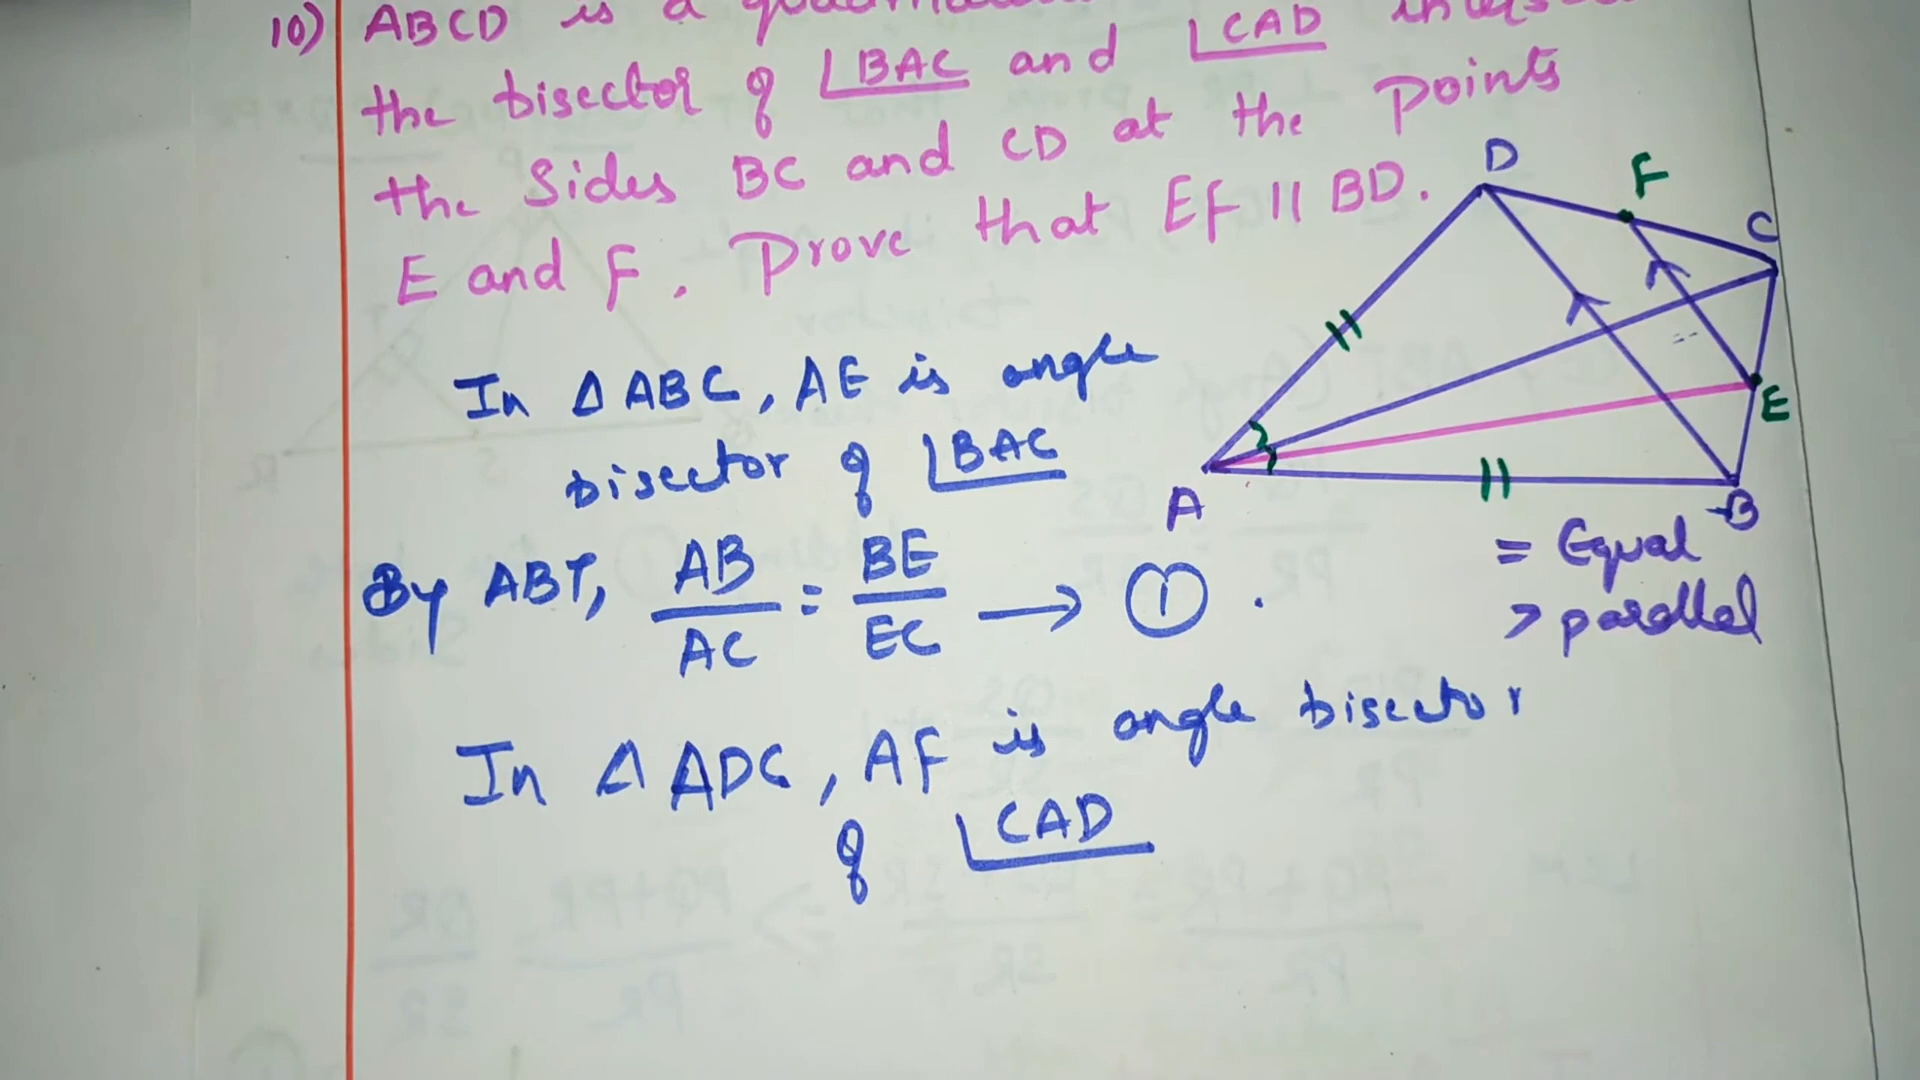 10) ABCD is a
the bisector of ∠BAC and ∠CAD
the Sides BC and CD at the Points
E and F. Prove that EF || BD.
D
F
C
E
A
B
= Equal
> parallel
In Δ ABC, AE is angle
bisector of ∠BAC
By ABT, AB/AC = BE/EC → ①.
In Δ ADC, AF is angle bisector
of ∠CAD